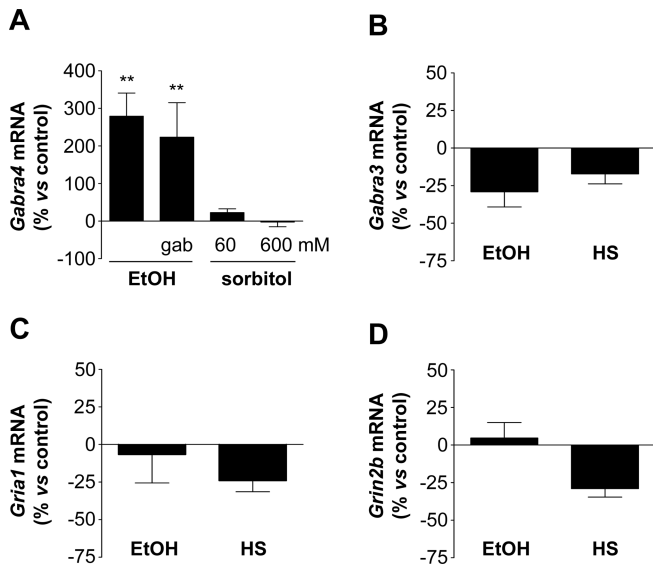 A
Gabra4 mRNA
(% vs control)
400
300
200
100
0
-100
**
**
gab
60
600 mM
EtOH
sorbitol
B
Gabra3 mRNA
(% vs control)
50
25
0
-25
-50
-75
EtOH
HS
C
Gria1 mRNA
(% vs control)
50
25
0
-25
-50
-75
EtOH
HS
D
Grin2b mRNA
(% vs control)
50
25
0
-25
-50
-75
EtOH
HS